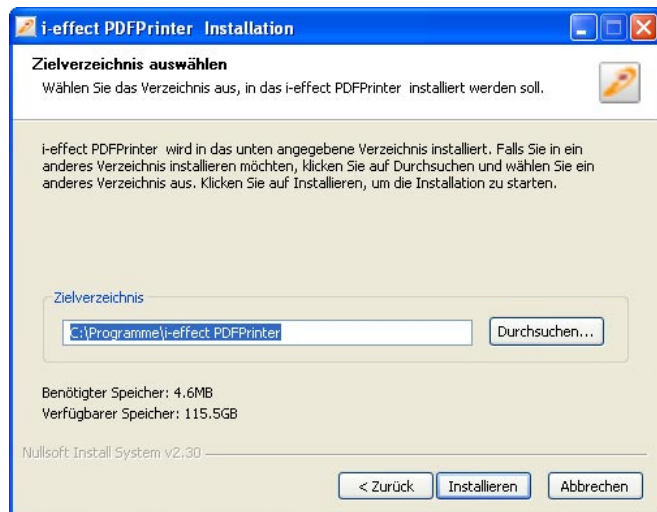 i-effect PDFPrinter Installation
Zielverzeichnis auswählen
Wählen Sie das Verzeichnis aus, in das i-effect PDFPrinter installiert werden soll.
i-effect PDFPrinter wird in das unten angegebene Verzeichnis installiert. Falls Sie in ein
anderes Verzeichnis installieren möchten, klicken Sie auf Durchsuchen und wählen Sie ein
anderes Verzeichnis aus. Klicken Sie auf Installieren, um die Installation zu starten.
Zielverzeichnis
C:\Programme\i-effect PDFPrinter
Durchsuchen...
Benötigter Speicher: 4.6MB
Verfügbarer Speicher: 115.5GB
Nullsoft Install System v2.30
< Zurück Installieren Abbrechen